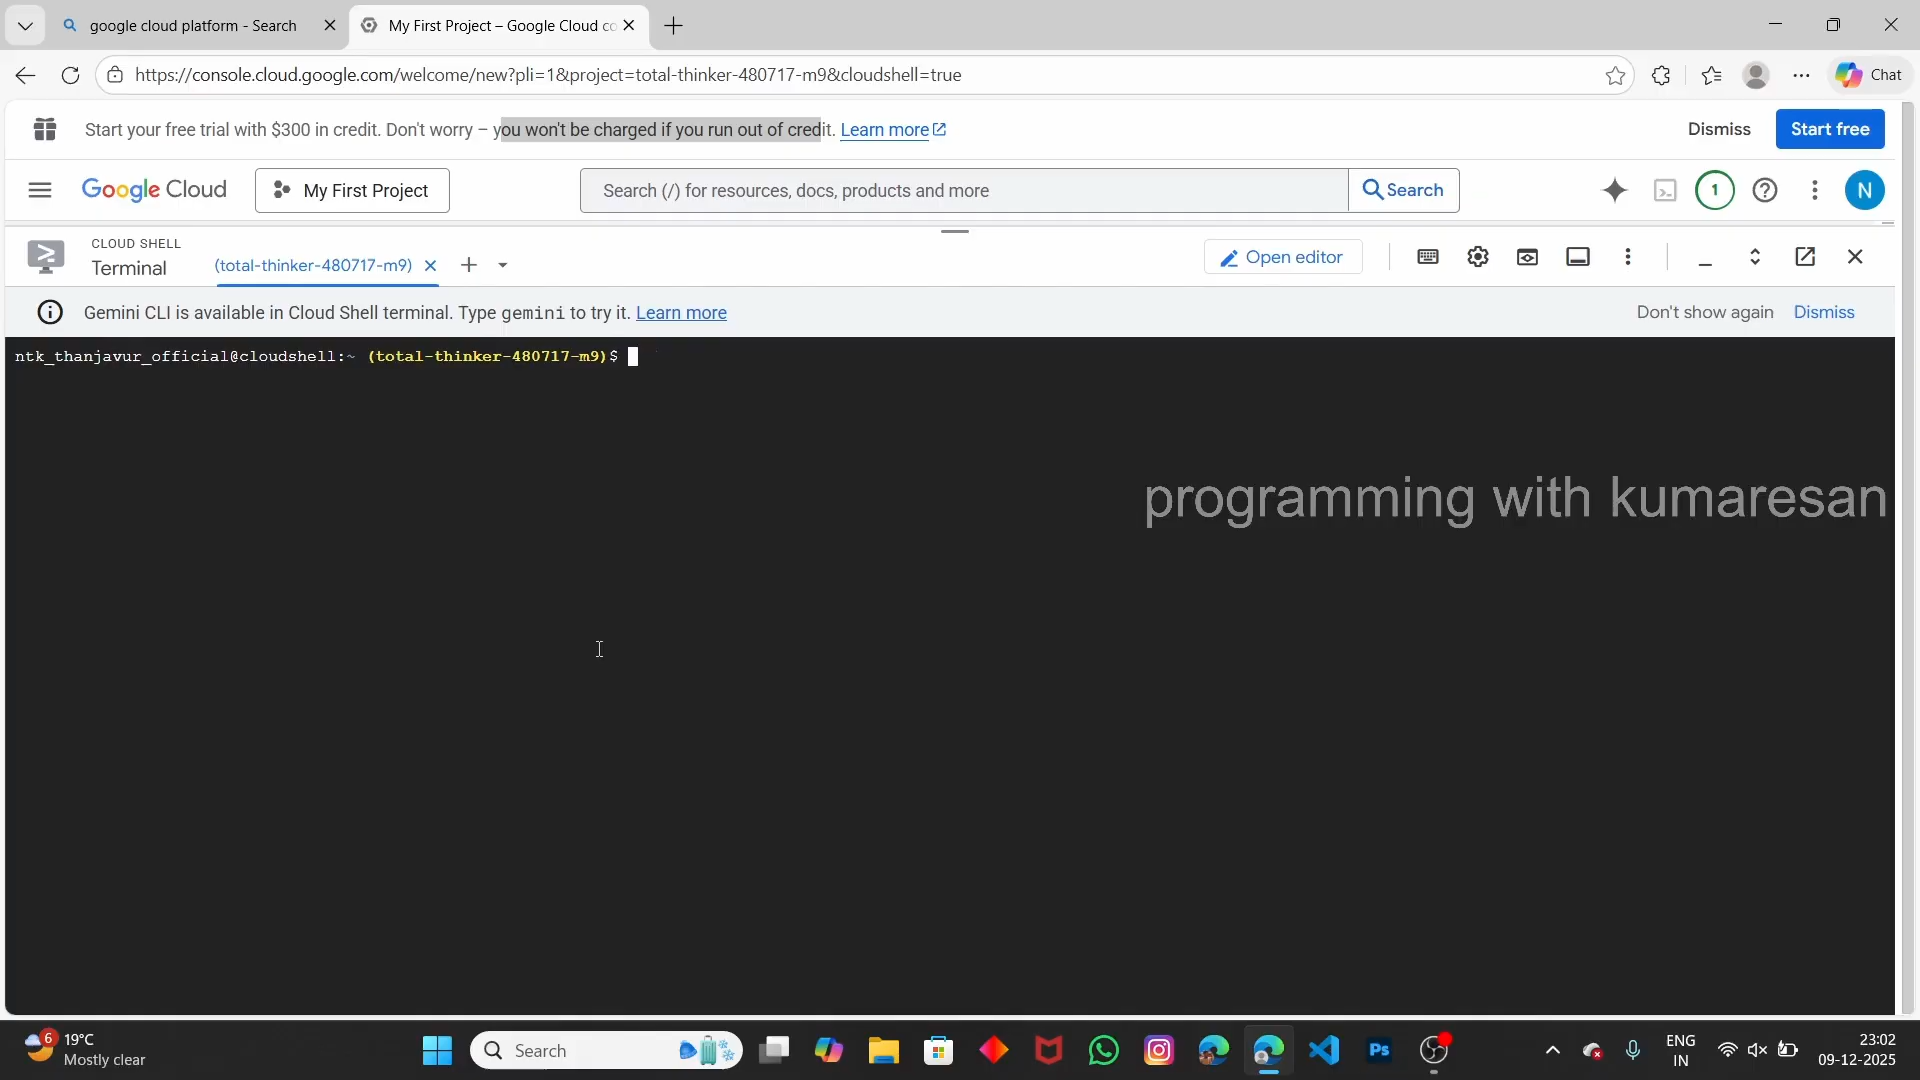 google cloud platform - Search
My First Project – Google Cloud co
https://console.cloud.google.com/welcome/new?pli=1&project=total-thinker-480717-m9&cloudshell=true
Chat
Start your free trial with $300 in credit. Don't worry – you won't be charged if you run out of credit. Learn more
Dismiss
Start free
Google Cloud
My First Project
Search (/) for resources, docs, products and more
Search
1
N
CLOUD SHELL
Terminal
(total-thinker-480717-m9)
Open editor
Gemini CLI is available in Cloud Shell terminal. Type gemini to try it. Learn more
Don't show again
Dismiss
ntk_thanjavur_official@cloudshell:~ (total-thinker-480717-m9)$
programming with kumaresan
6
19°C
Mostly clear
Search
Ps
ENG
IN
23:02
09-12-2025